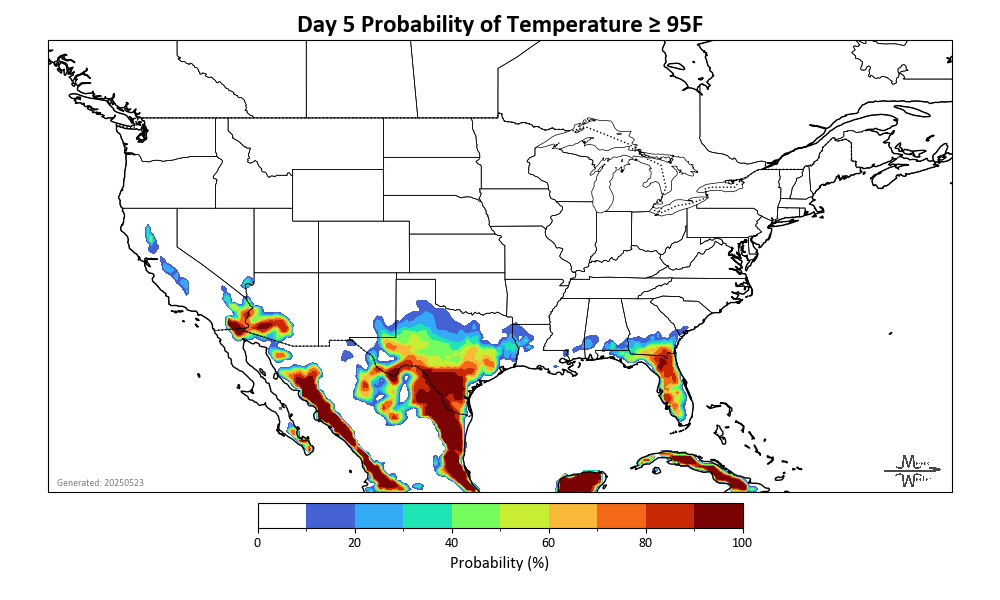 Day 5 Probability of Temperature ≥ 95F
Generated: 20250523
0 20 40 60 80 100
Probability (%)